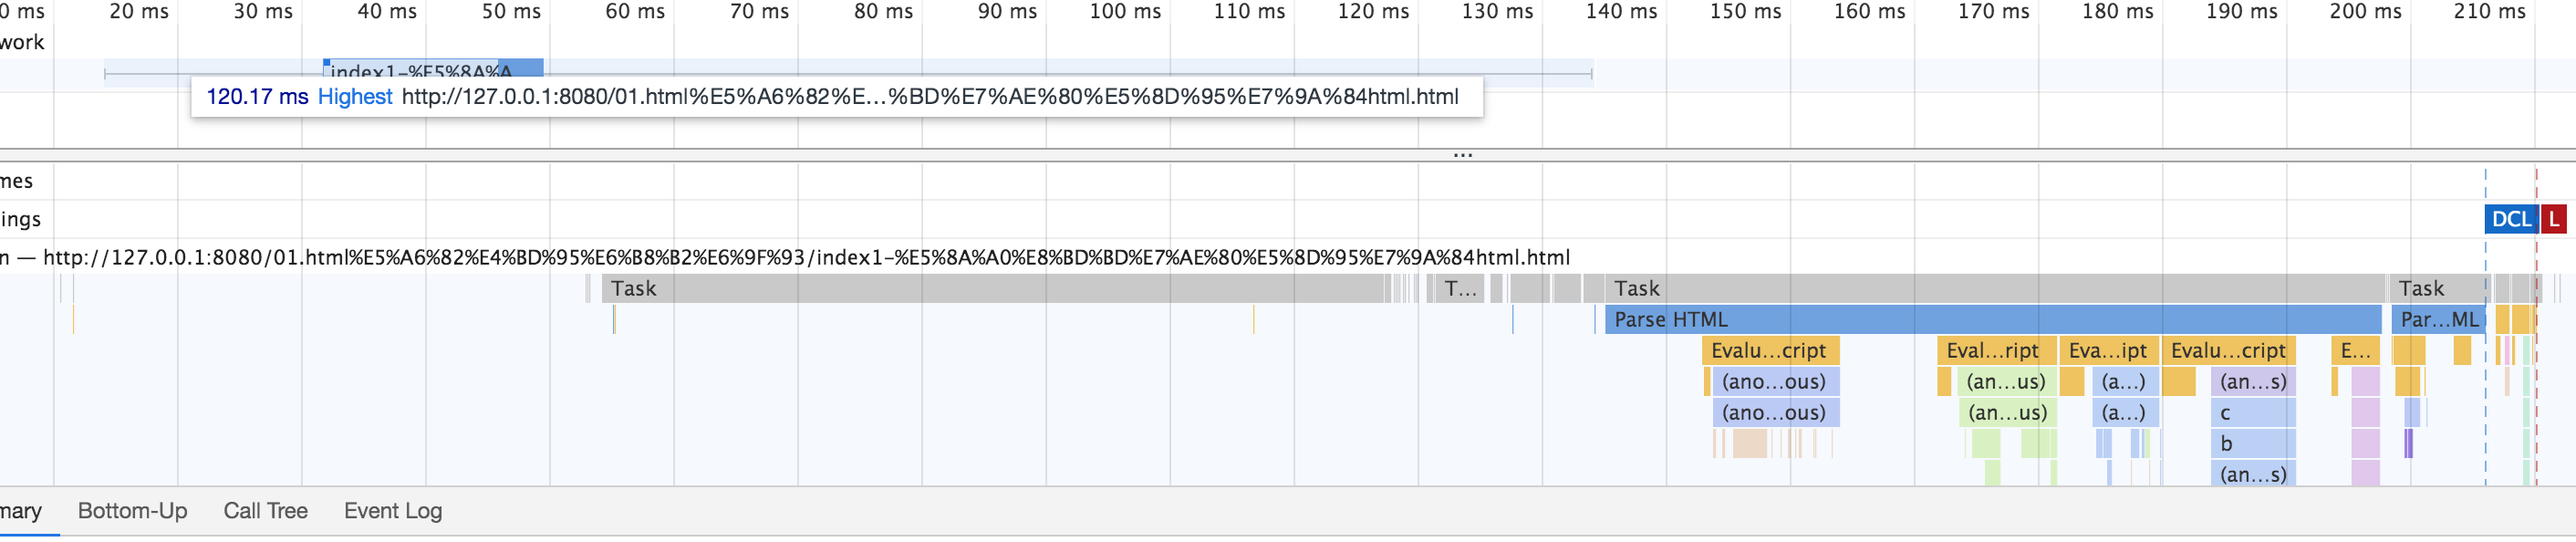 0 ms 20 ms 30 ms 40 ms 50 ms 60 ms 70 ms 80 ms 90 ms 100 ms 110 ms 120 ms 130 ms 140 ms 150 ms 160 ms 170 ms 180 ms 190 ms 200 ms 210 ms
work
index1-%E5%8A%A
120.17 ms Highest http://127.0.0.1:8080/01.html%E5%A6%82%E…%BD%E7%AE%80%E5%8D%95%E7%9A%84html.html
...
mes
ings DCL L
n — http://127.0.0.1:8080/01.html%E5%A6%82%E4%BD%95%E6%B8%B2%E6%9F%93/index1-%E5%8A%A0%E8%BD%BD%E7%AE%80%E5%8D%95%E7%9A%84html.html
Task T... Task Task
Parse HTML Par...ML
Evalu...cript Eval...ript Eva...ipt Evalu...cript E...
(ano...ous) (an...us) (a...) (an...s)
(ano...ous) (an...us) (a...) c
b
(an...s)
mary Bottom-Up Call Tree Event Log